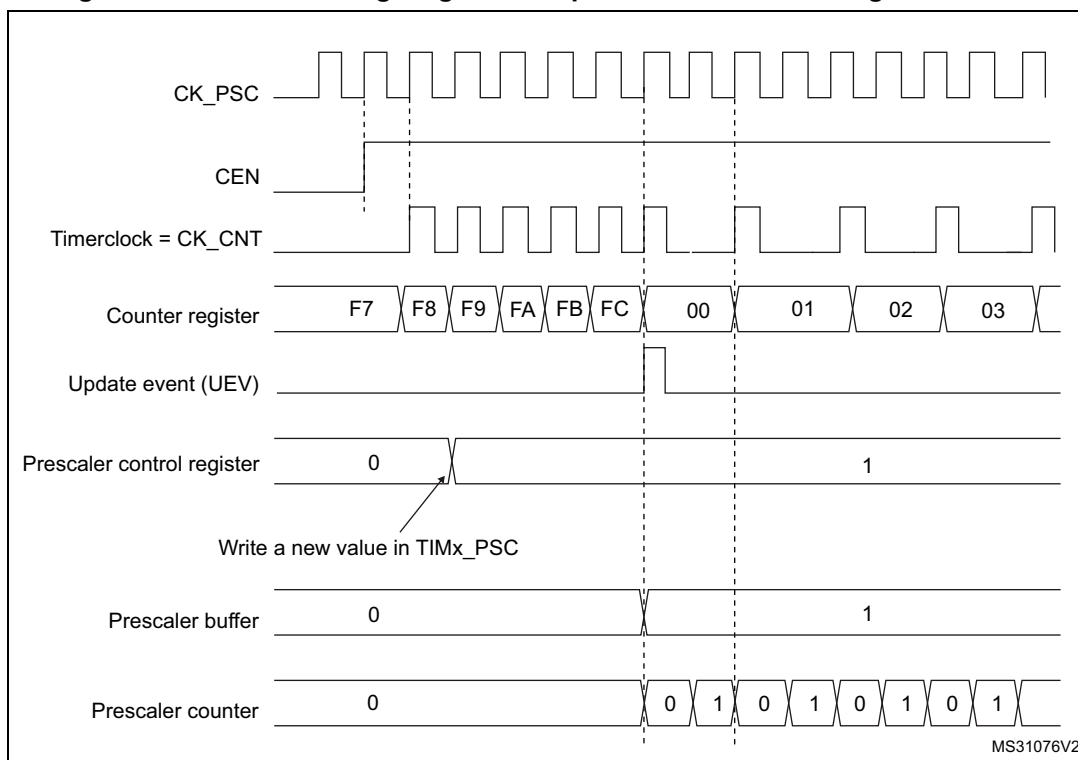 CK_PSC
CEN
Timerclock = CK_CNT
Counter register F7 F8 F9 FA FB FC 00 01 02 03
Update event (UEV)
Prescaler control register 0 1
Write a new value in TIMx_PSC
Prescaler buffer 0 1
Prescaler counter 0 0 1 0 1 0 1 0 1
MS31076V2